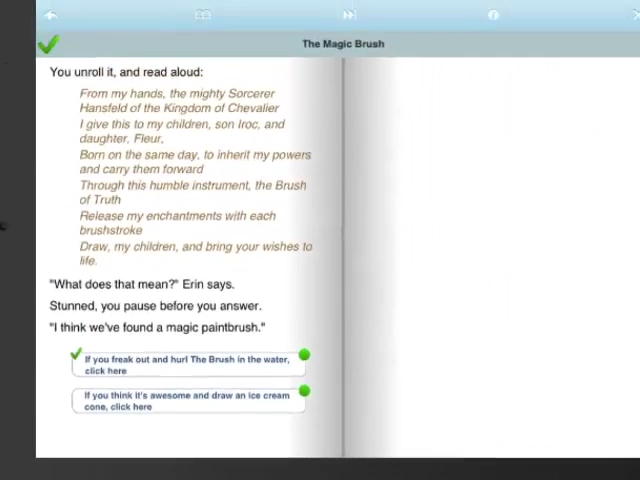 The Magic Brush
You unroll it, and read aloud:
From my hands, the mighty Sorcerer
Hansfeld of the Kingdom of Chevalier
I give this to my children, son Iroc, and
daughter, Fleur,
Born on the same day, to inherit my powers
and carry them forward
Through this humble instrument, the Brush
of Truth
Release my enchantments with each
brushstroke
Draw, my children, and bring your wishes to
life.
"What does that mean?" Erin says.
Stunned, you pause before you answer.
"I think we've found a magic paintbrush."
If you freak out and hurl The Brush in the water,
click here
If you think it's awesome and draw an ice cream
cone, click here